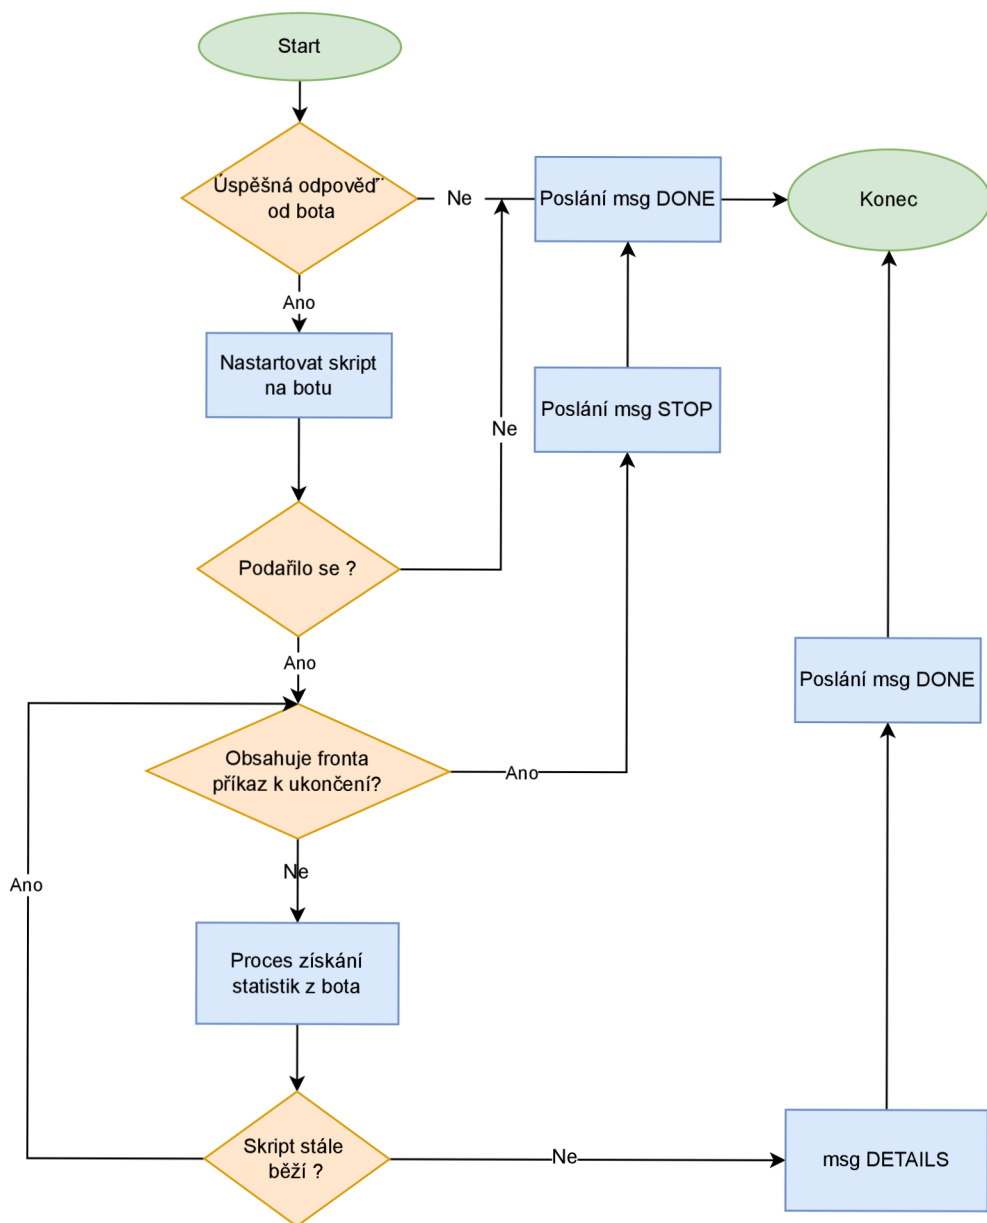 Start
Úspěšná odpověď
od bota
Ne
Poslání msg DONE
Konec
Ano
Nastartovat skript
na botu
Poslání msg STOP
Ne
Podařilo se ?
Ano
Poslání msg DONE
Obsahuje fronta
příkaz k ukončení?
Ano
Ne
Ano
Proces získání
statistik z bota
Skript stále
běží ?
Ne
msg DETAILS